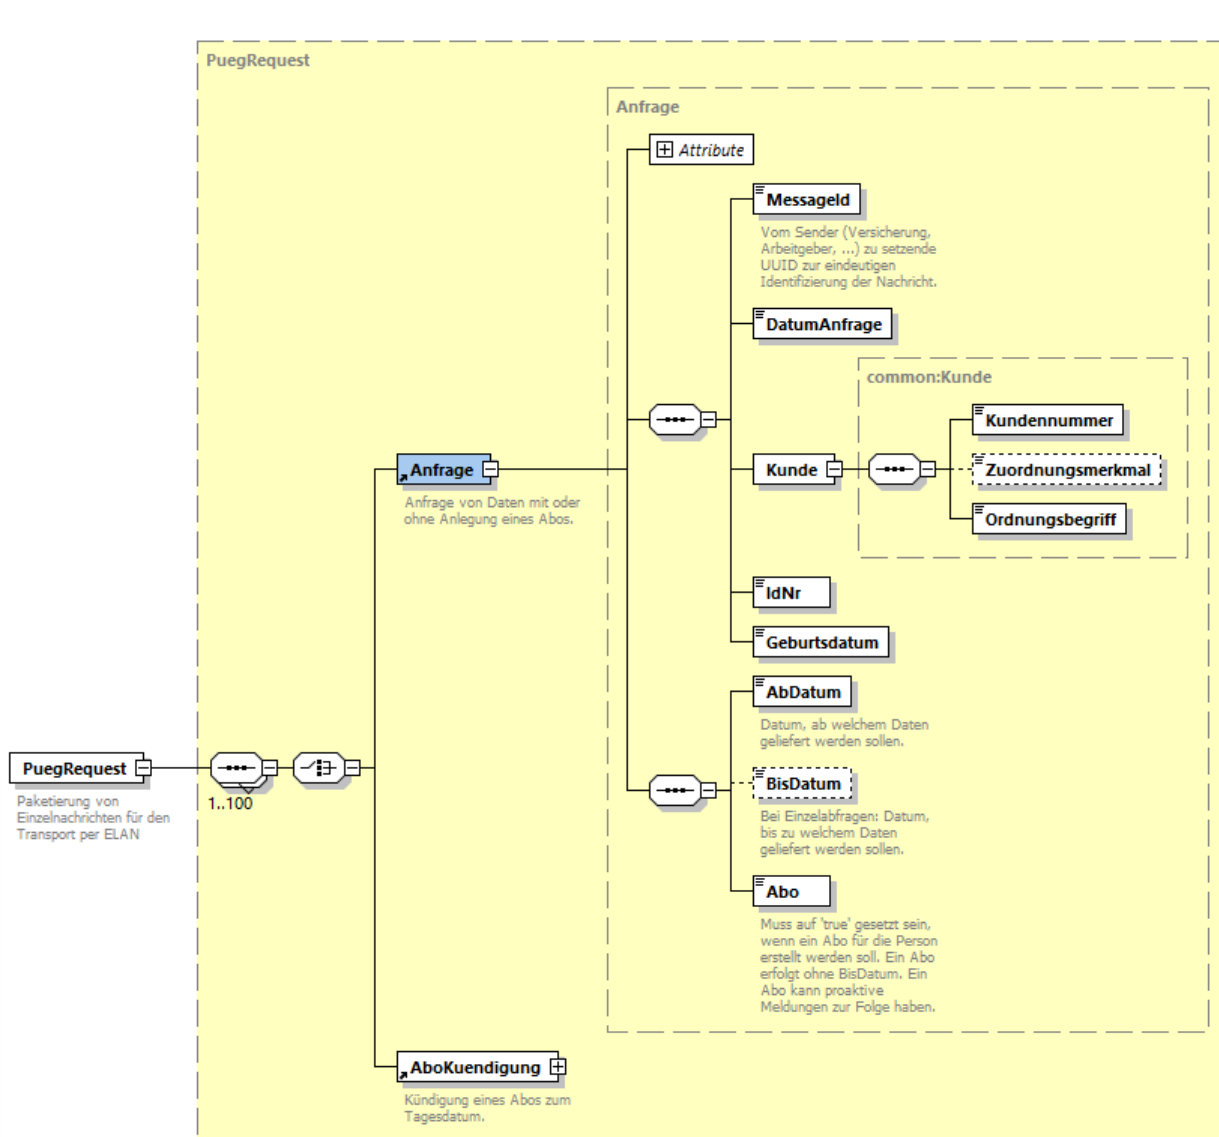 PuegRequest
Anfrage
Attribute
MessageId
Vom Sender (Versicherung,
Arbeitgeber, ...) zu setzende
UUID zur eindeutigen
Identifizierung der Nachricht.
DatumAnfrage
common:Kunde
Kundennummer
Anfrage
Kunde
Zuordnungsmerkmal
Anfrage von Daten mit oder
ohne Anlegung eines Abos.
Ordnungsbegriff
IdNr
Geburtsdatum
AbDatum
Datum, ab welchem Daten
geliefert werden sollen.
PuegRequest
Paketierung von
Einzelnachrichten für den
Transport per ELAN
1..100
BisDatum
Bei Einzelabfragen: Datum,
bis zu welchem Daten
geliefert werden sollen.
Abo
Muss auf 'true' gesetzt sein,
wenn ein Abo für die Person
erstellt werden soll. Ein Abo
erfolgt ohne BisDatum. Ein
Abo kann proaktive
Meldungen zur Folge haben.
AboKuendigung
Kündigung eines Abos zum
Tagesdatum.